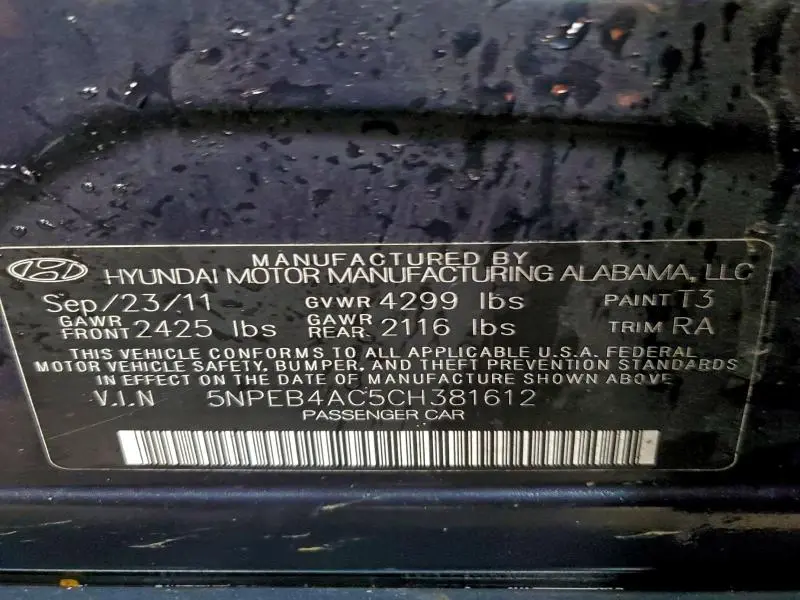 MANUFACTURED BY
HYUNDAI MOTOR MANUFACTURING ALABAMA, LLC
Sep/23/11 GVWR 4299 lbs PAINT T3
GAWR FRONT 2425 lbs GAWR REAR 2116 lbs TRIM RA
THIS VEHICLE CONFORMS TO ALL APPLICABLE U.S.A. FEDERAL
MOTOR VEHICLE SAFETY, BUMPER, AND THEFT PREVENTION STANDARDS
IN EFFECT ON THE DATE OF MANUFACTURE SHOWN ABOVE.
V.I.N 5NPEB4AC5CH381612
PASSENGER CAR